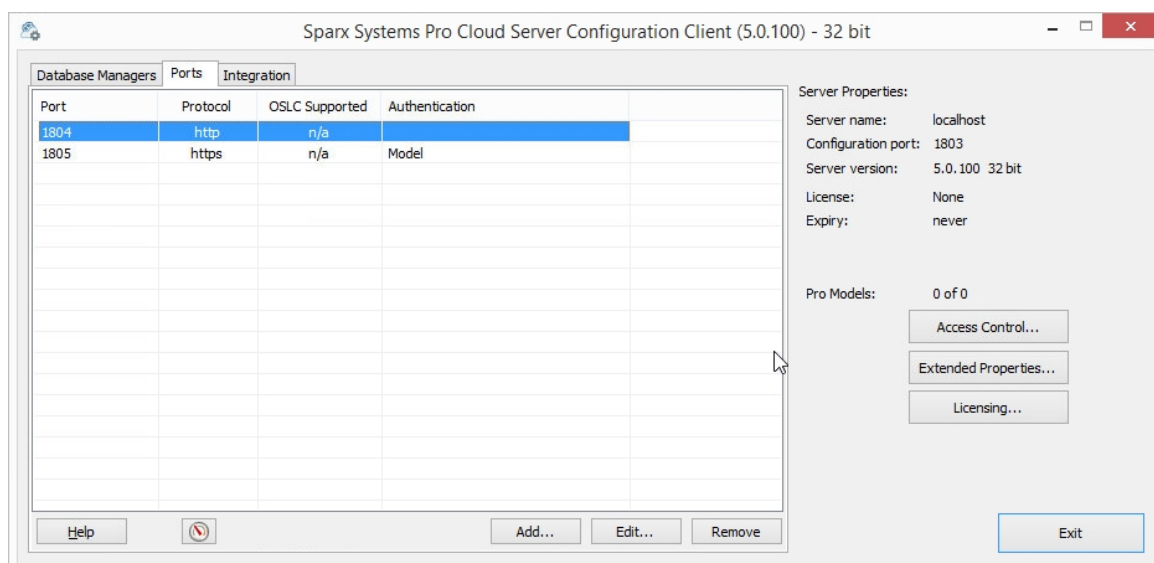 Sparx Systems Pro Cloud Server Configuration Client (5.0.100) - 32 bit
Database Managers Ports Integration
Port Protocol OSLC Supported Authentication
1804 http n/a
1805 https n/a Model
Server Properties:
Server name: localhost
Configuration port: 1803
Server version: 5.0.100 32 bit
License: None
Expiry: never
Pro Models: 0 of 0
Access Control...
Extended Properties...
Licensing...
Help Add... Edit... Remove Exit